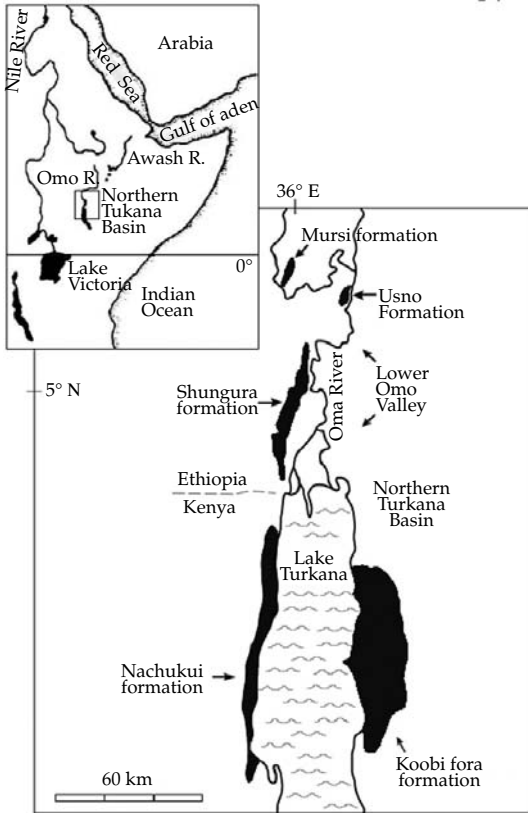 Nile River
Arabia
Red Sea
Gulf of aden
Awash R.
Omo R.
Northern
Tukana
Basin
Lake
Victoria
0°
Indian
Ocean
36° E
Mursi formation
Usno
Formation
5° N
Shungura
formation
Oma River
Lower
Omo
Valley
Ethiopia
Kenya
Northern
Turkana
Basin
Lake
Turkana
Nachukui
formation
Koobi fora
formation
60 km